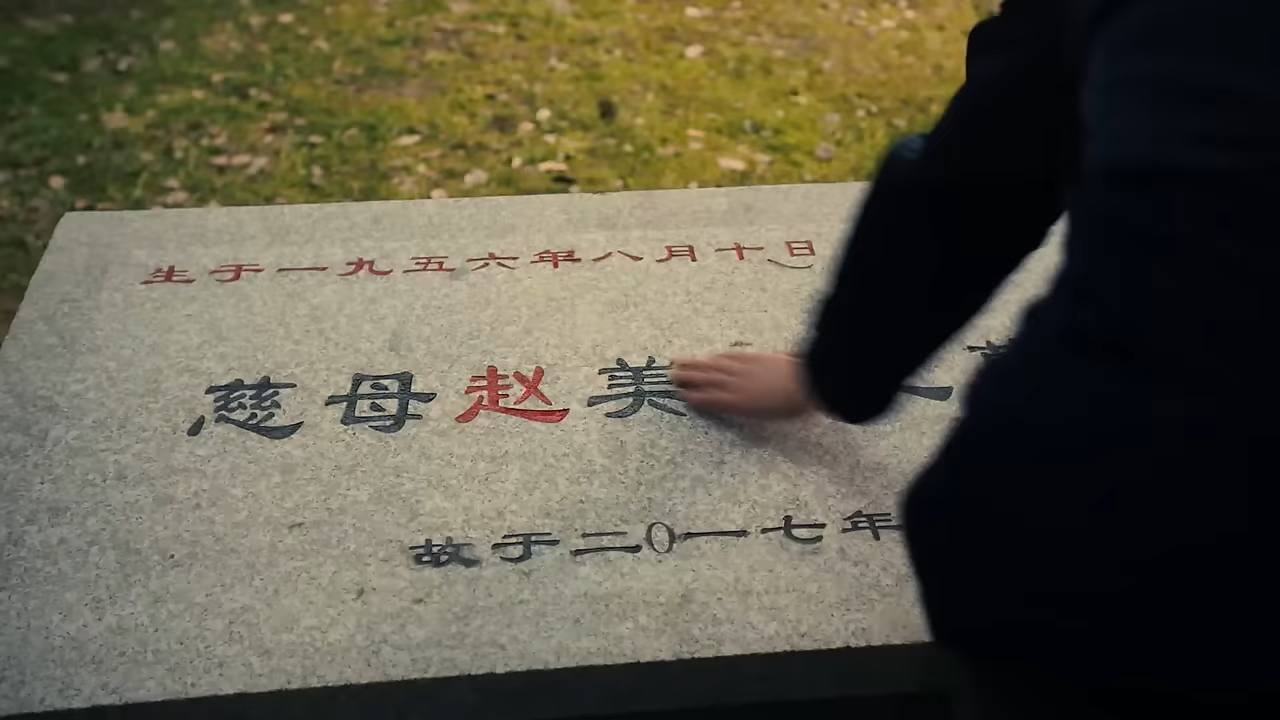 生于一九五六年八月十日
慈母赵美
故于二0一七年